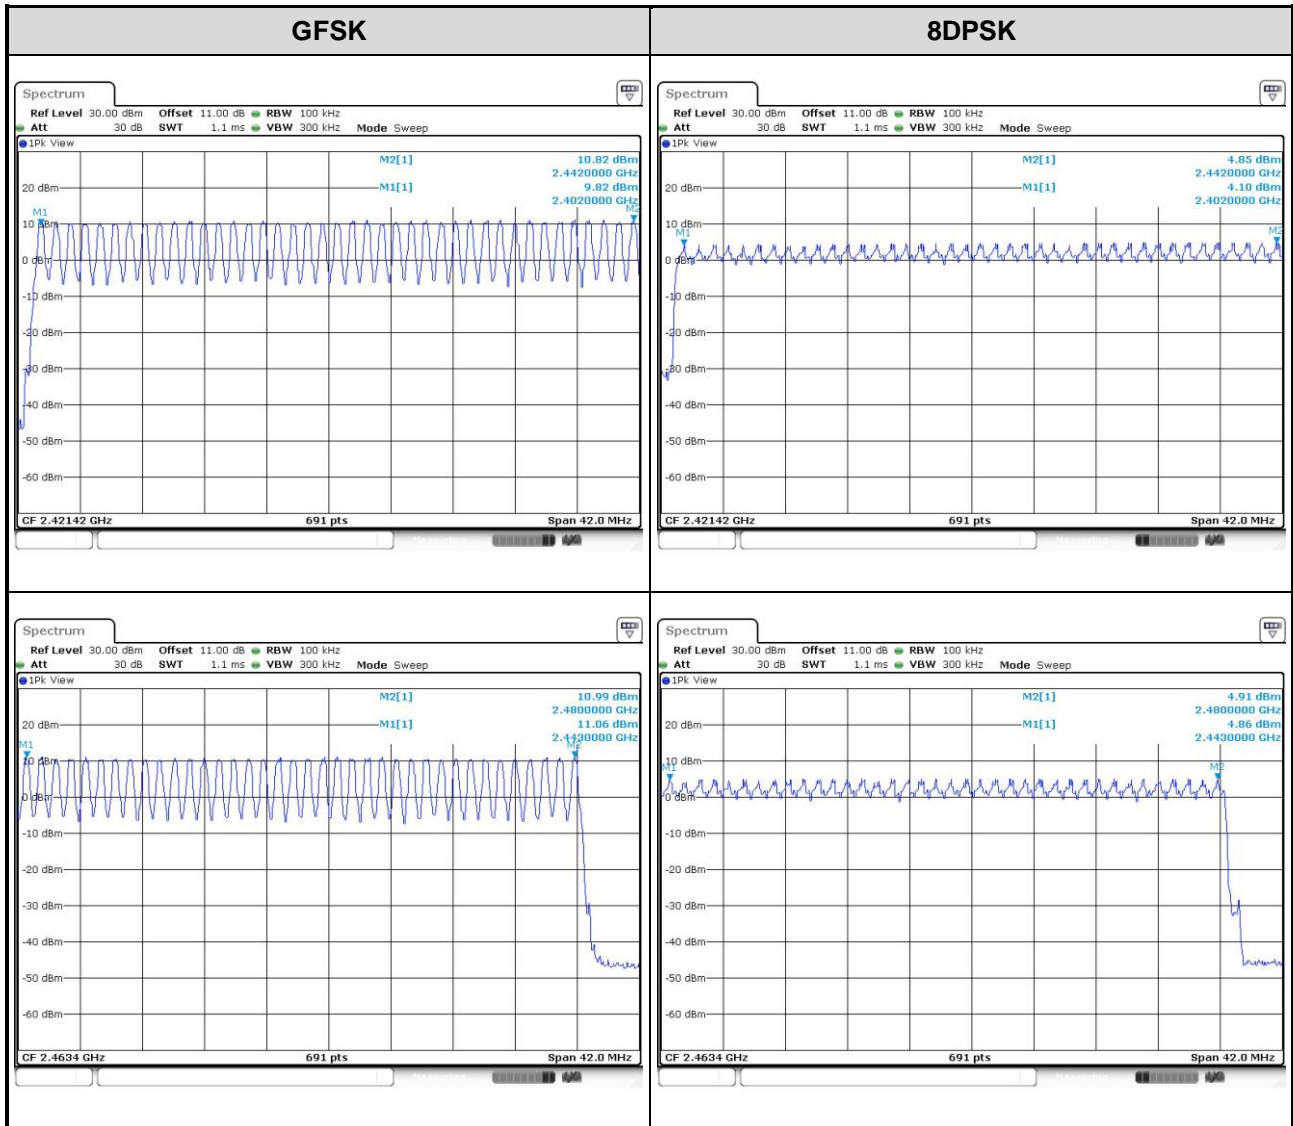 GFSK
8DPSK
Spectrum
Ref Level 30.00 dBm Offset 11.00 dB RBW 100 kHz
Att 30 dB SWT 1.1 ms VBW 300 kHz Mode Sweep
1Pk View
M2[1] 10.82 dBm
2.4420000 GHz
20 dBm
M1[1] 9.82 dBm
2.4020000 GHz
M1
M2
10 dBm
0 dBm
-10 dBm
-20 dBm
-30 dBm
-40 dBm
-50 dBm
-60 dBm
CF 2.42142 GHz 691 pts Span 42.0 MHz
Spectrum
Ref Level 30.00 dBm Offset 11.00 dB RBW 100 kHz
Att 30 dB SWT 1.1 ms VBW 300 kHz Mode Sweep
1Pk View
M2[1] 4.85 dBm
2.4420000 GHz
20 dBm
M1[1] 4.10 dBm
2.4020000 GHz
10 dBm
M1
M2
0 dBm
-10 dBm
-20 dBm
-30 dBm
-40 dBm
-50 dBm
-60 dBm
CF 2.42142 GHz 691 pts Span 42.0 MHz
Spectrum
Ref Level 30.00 dBm Offset 11.00 dB RBW 100 kHz
Att 30 dB SWT 1.1 ms VBW 300 kHz Mode Sweep
1Pk View
M2[1] 10.99 dBm
2.4800000 GHz
20 dBm
M1[1] 11.06 dBm
2.4430000 GHz
M1
M2
10 dBm
0 dBm
-10 dBm
-20 dBm
-30 dBm
-40 dBm
-50 dBm
-60 dBm
CF 2.4634 GHz 691 pts Span 42.0 MHz
Spectrum
Ref Level 30.00 dBm Offset 11.00 dB RBW 100 kHz
Att 30 dB SWT 1.1 ms VBW 300 kHz Mode Sweep
1Pk View
M2[1] 4.91 dBm
2.4800000 GHz
20 dBm
M1[1] 4.86 dBm
2.4430000 GHz
10 dBm
M1
M2
0 dBm
-10 dBm
-20 dBm
-30 dBm
-40 dBm
-50 dBm
-60 dBm
CF 2.4634 GHz 691 pts Span 42.0 MHz